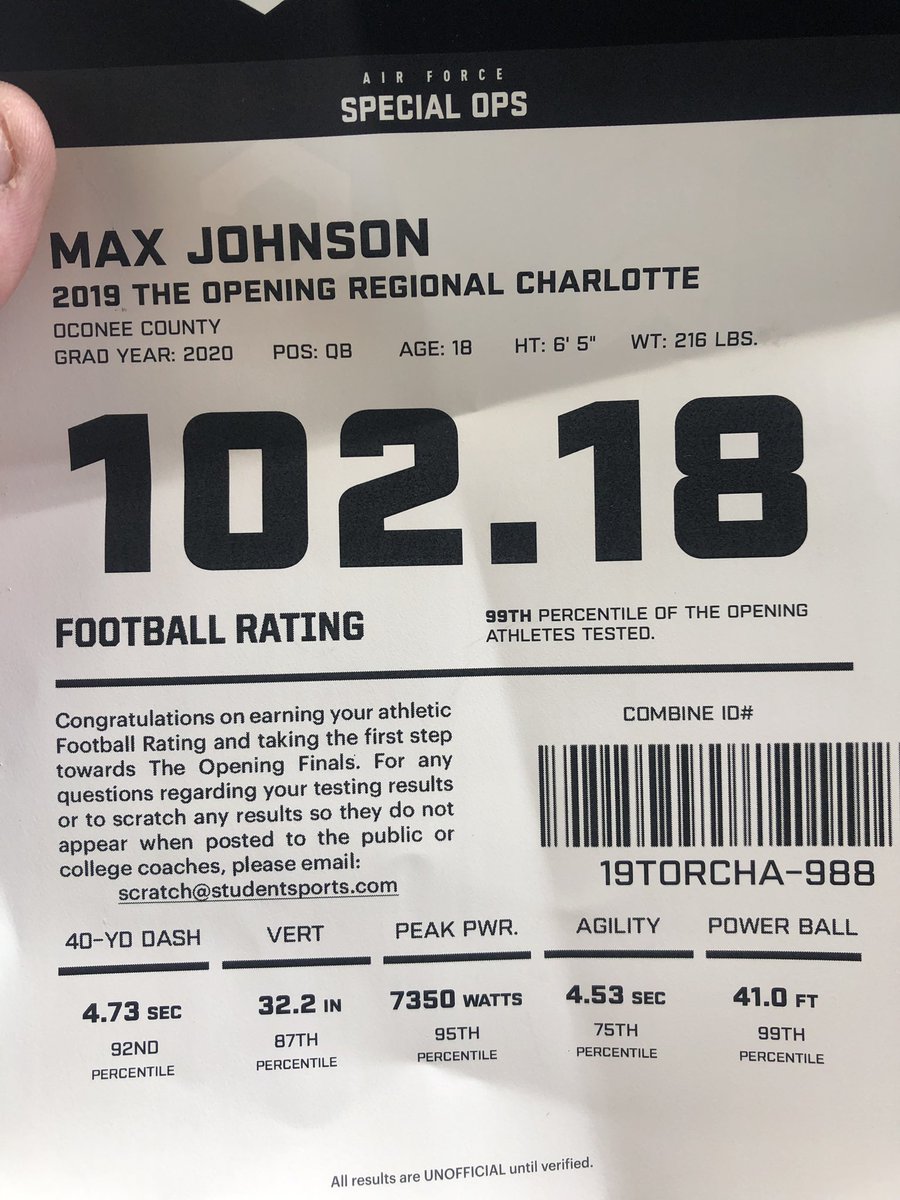 AIR FORCE
SPECIAL OPS
MAX JOHNSON
2019 THE OPENING REGIONAL CHARLOTTE
OCONEE COUNTY
GRAD YEAR: 2020 POS: QB AGE: 18 HT: 6' 5" WT: 216 LBS.
102.18
FOOTBALL RATING
99TH PERCENTILE OF THE OPENING
ATHLETES TESTED.
Congratulations on earning your athletic
Football Rating and taking the first step
towards The Opening Finals. For any
questions regarding your testing results
or to scratch any results so they do not
appear when posted to the public or
college coaches, please email:
scratch@studentsports.com
COMBINE ID#
19TORCHA-988
40-YD DASH VERT PEAK PWR. AGILITY POWER BALL
4.73 SEC 32.2 IN 7350 WATTS 4.53 SEC 41.0 FT
92ND 87TH 95TH 75TH 99TH
PERCENTILE PERCENTILE PERCENTILE PERCENTILE PERCENTILE
All results are UNOFFICIAL until verified.